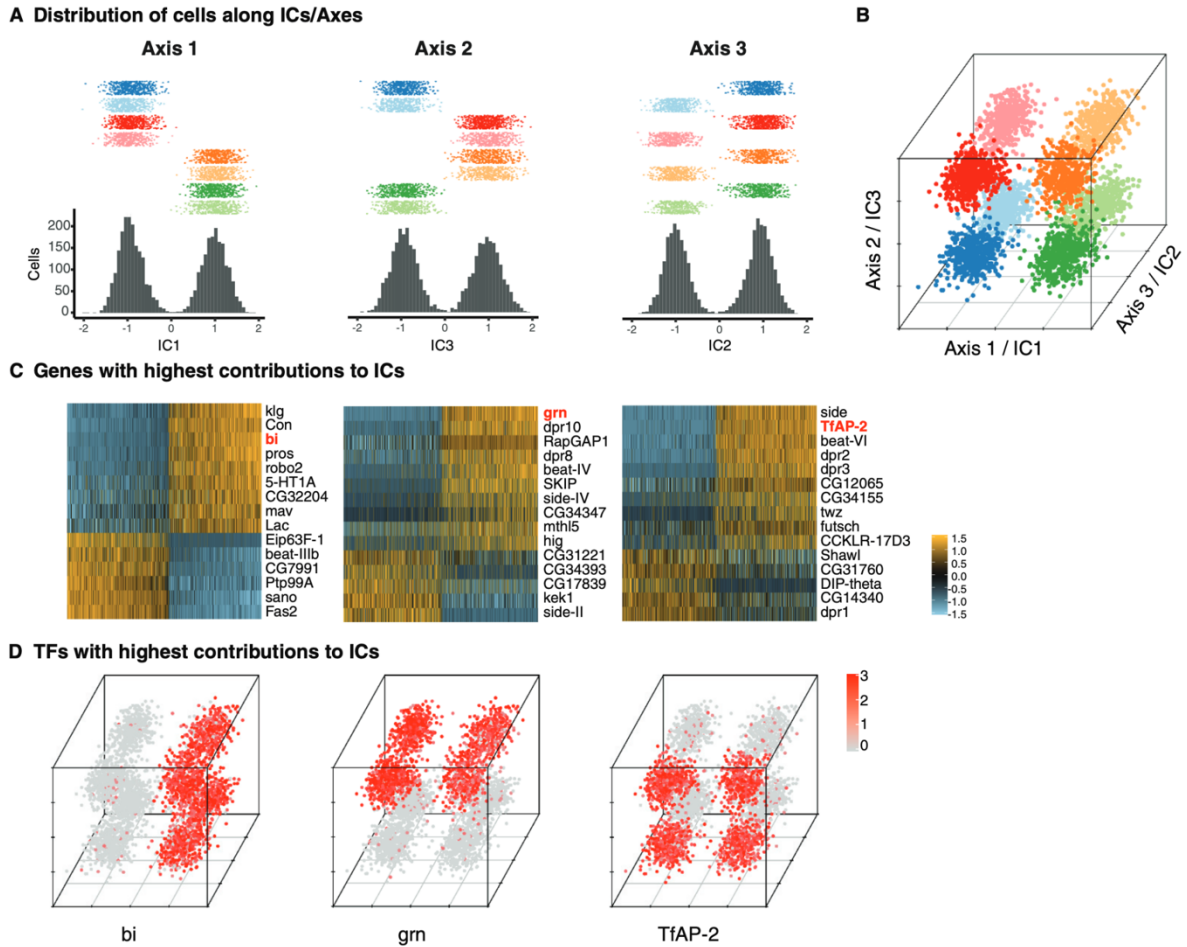 A Distribution of cells along ICs/Axes
B
Axis 1
Axis 2
Axis 3
Cells
200
150
100
50
0
-2 -1 0 1 2
IC1
-2 -1 0 1 2
IC3
-2 -1 0 1 2
IC2
Axis 2 / IC3
Axis 1 / IC1
Axis 3 / IC2
C Genes with highest contributions to ICs
klg
Con
bi
pros
robo2
5-HT1A
CG32204
mav
Lac
Eip63F-1
beat-IIIb
CG7991
Ptp99A
sano
Fas2
grn
dpr10
RapGAP1
dpr8
beat-IV
SKIP
side-IV
CG34347
mthl5
hig
CG31221
CG34393
CG17839
kek1
side-II
side
TfAP-2
beat-VI
dpr2
dpr3
CG12065
CG34155
twz
futsch
CCKLR-17D3
Shawl
CG31760
DIP-theta
CG14340
dpr1
1.5
1.0
0.5
0.0
-0.5
-1.0
-1.5
D TFs with highest contributions to ICs
3
2
1
0
bi
grn
TfAP-2